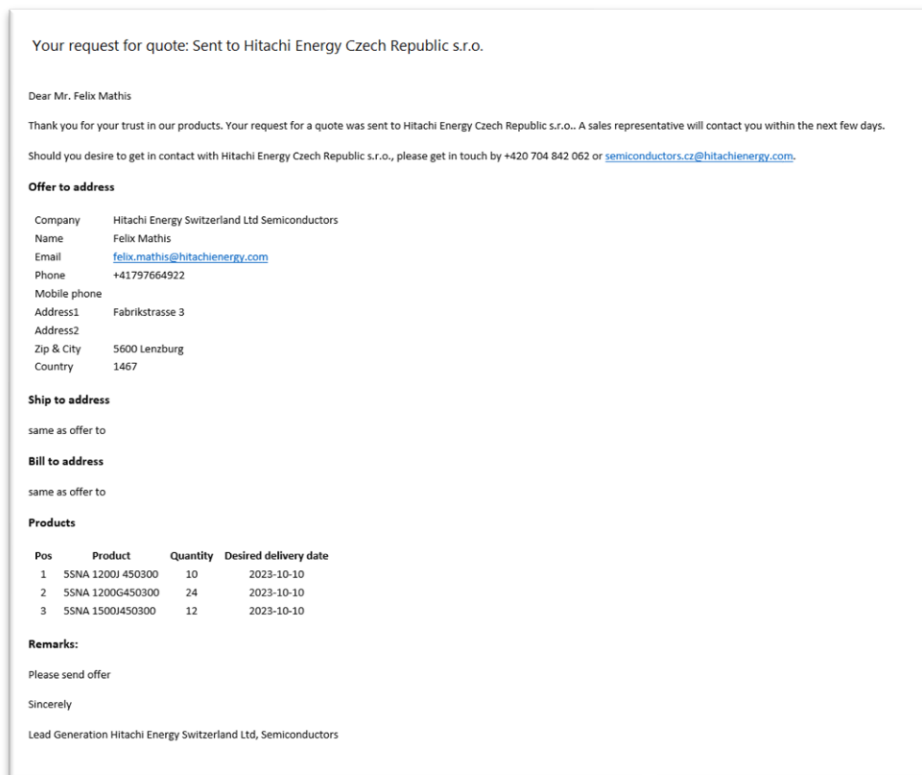 Your request for quote: Sent to Hitachi Energy Czech Republic s.r.o.
Dear Mr. Felix Mathis
Thank you for your trust in our products. Your request for a quote was sent to Hitachi Energy Czech Republic s.r.o.. A sales representative will contact you within the next few days.
Should you desire to get in contact with Hitachi Energy Czech Republic s.r.o., please get in touch by +420 704 842 062 or semiconductors.cz@hitachienergy.com.
Offer to address
Company Hitachi Energy Switzerland Ltd Semiconductors
Name Felix Mathis
Email felix.mathis@hitachienergy.com
Phone +41797664922
Mobile phone
Address1 Fabrikstrasse 3
Address2
Zip & City 5600 Lenzburg
Country 1467
Ship to address
same as offer to
Bill to address
same as offer to
Products
Pos Product Quantity Desired delivery date
1 5SNA 1200J 450300 10 2023-10-10
2 5SNA 1200G450300 24 2023-10-10
3 5SNA 1500J450300 12 2023-10-10
Remarks:
Please send offer
Sincerely
Lead Generation Hitachi Energy Switzerland Ltd, Semiconductors